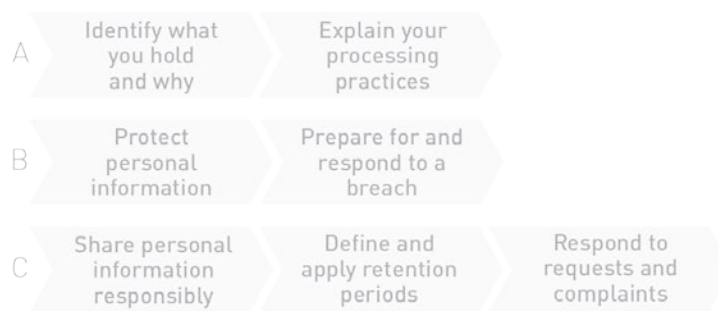 A
Identify what
you hold
and why
Explain your
processing
practices
B
Protect
personal
information
Prepare for and
respond to a
breach
C
Share personal
information
responsibly
Define and
apply retention
periods
Respond to
requests and
complaints